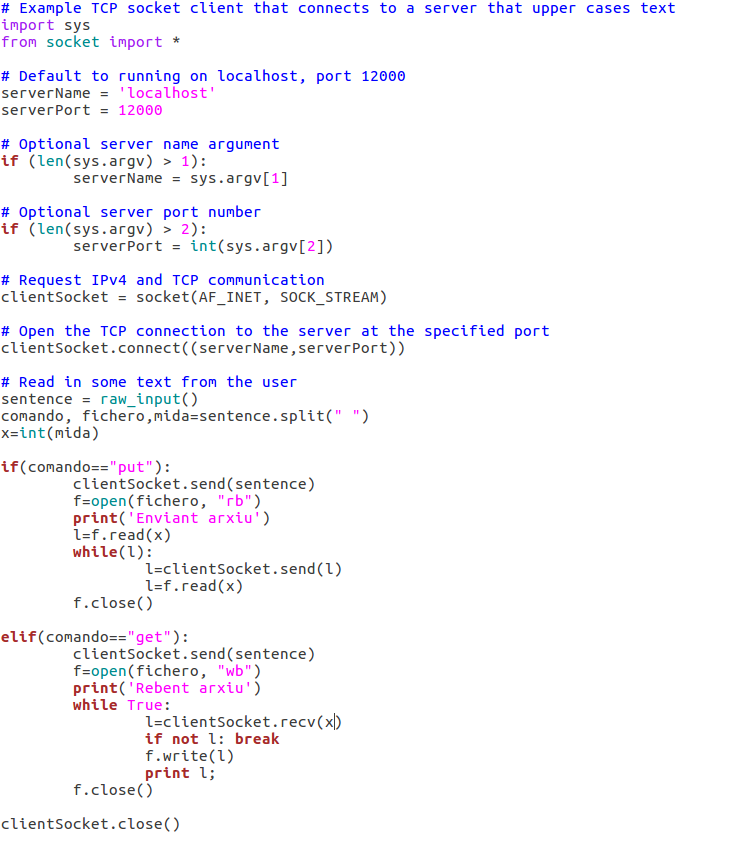 # Example TCP socket client that connects to a server that upper cases text
import sys
from socket import *

# Default to running on localhost, port 12000
serverName = 'localhost'
serverPort = 12000

# Optional server name argument
if (len(sys.argv) > 1):
        serverName = sys.argv[1]

# Optional server port number
if (len(sys.argv) > 2):
        serverPort = int(sys.argv[2])

# Request IPv4 and TCP communication
clientSocket = socket(AF_INET, SOCK_STREAM)

# Open the TCP connection to the server at the specified port
clientSocket.connect((serverName,serverPort))

# Read in some text from the user
sentence = raw_input()
comando, fichero,mida=sentence.split(" ")
x=int(mida)

if(comando=="put"):
        clientSocket.send(sentence)
        f=open(fichero, "rb")
        print('Enviant arxiu')
        l=f.read(x)
        while(l):
                l=clientSocket.send(l)
                l=f.read(x)
        f.close()

elif(comando=="get"):
        clientSocket.send(sentence)
        f=open(fichero, "wb")
        print('Rebent arxiu')
        while True:
                l=clientSocket.recv(x)
                if not l: break
                f.write(l)
                print l;
        f.close()

clientSocket.close()